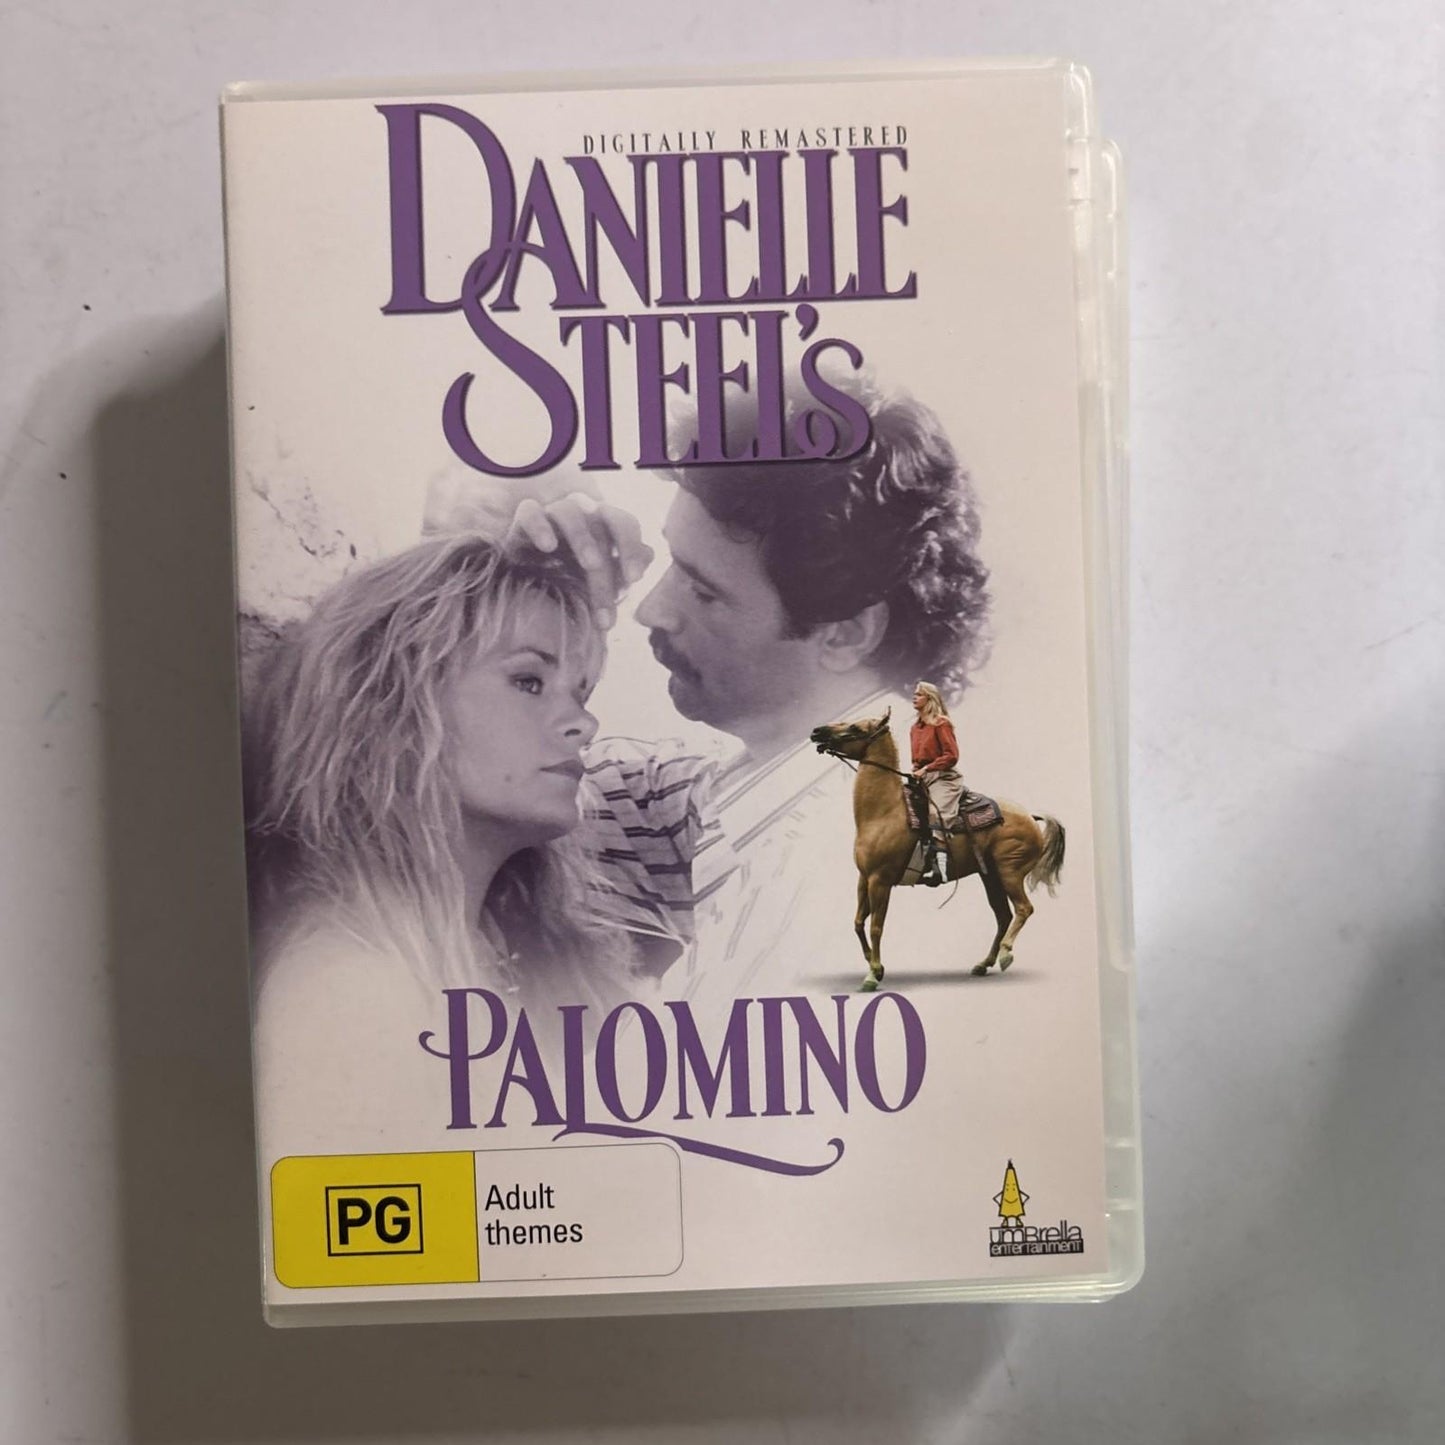 DIGITALLY REMASTERED
DANIELLE
STEEL'S
PALOMINO
PG
Adult
themes
umbrella
entertainment